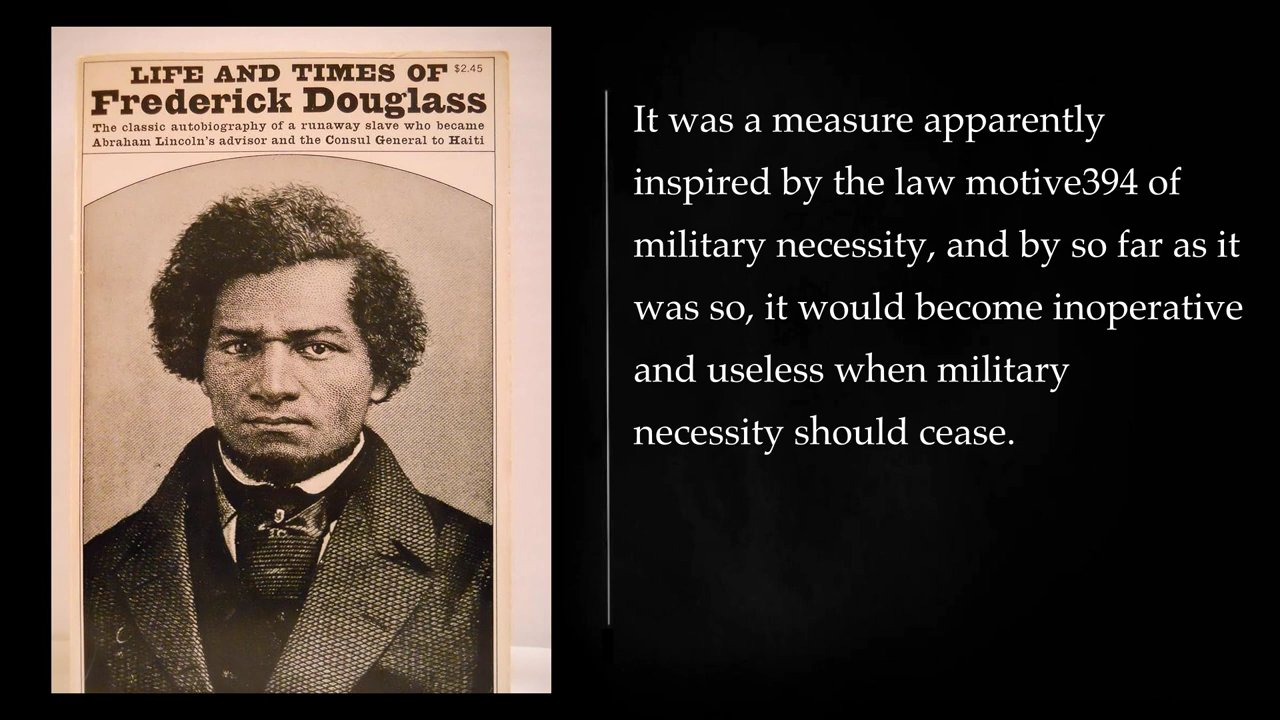 LIFE AND TIMES OF $2.45
Frederick Douglass
The classic autobiography of a runaway slave who became
Abraham Lincoln's advisor and the Consul General to Haiti
It was a measure apparently
inspired by the law motive394 of
military necessity, and by so far as it
was so, it would become inoperative
and useless when military
necessity should cease.